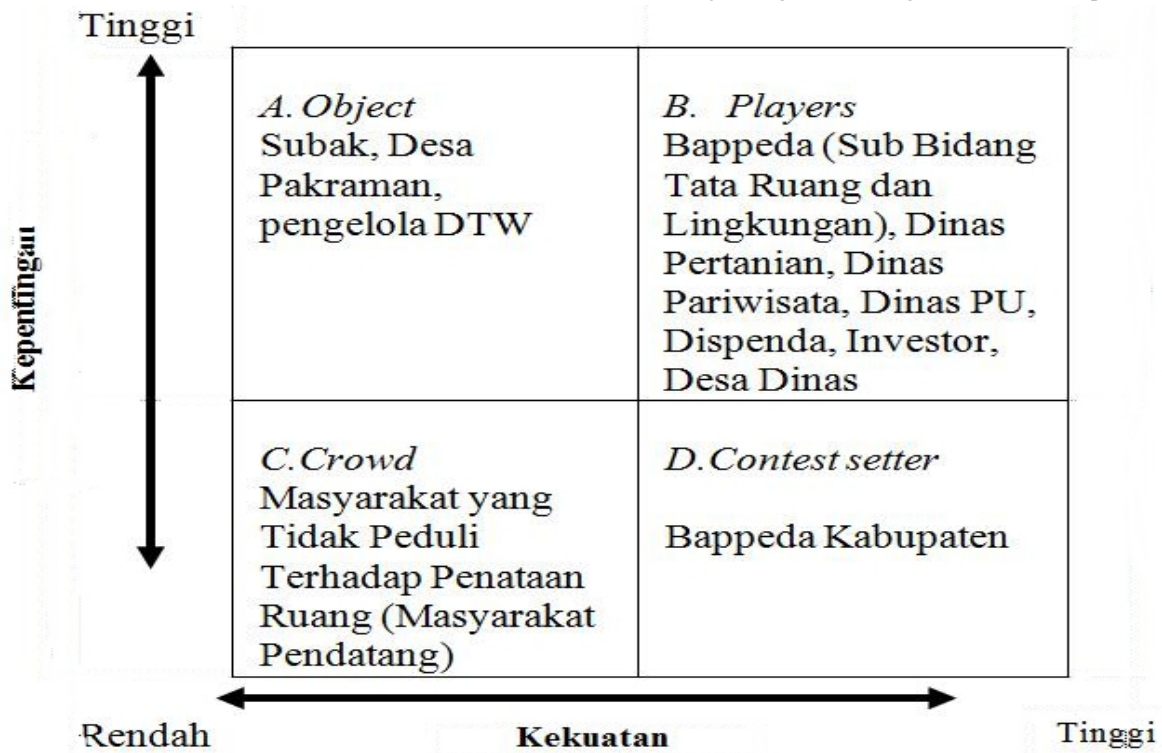 Tinggi
A. Object
Subak, Desa
Pakraman,
pengelola DTW
B. Players
Bappeda (Sub Bidang
Tata Ruang dan
Lingkungan), Dinas
Pertanian, Dinas
Pariwisata, Dinas PU,
Dispenda, Investor,
Desa Dinas
Kepentingan
C.Crowd
Masyarakat yang
Tidak Peduli
Terhadap Penataan
Ruang (Masyarakat
Pendatang)
D.Contest setter
Bappeda Kabupaten
Rendah
Kekuatan
Tinggi